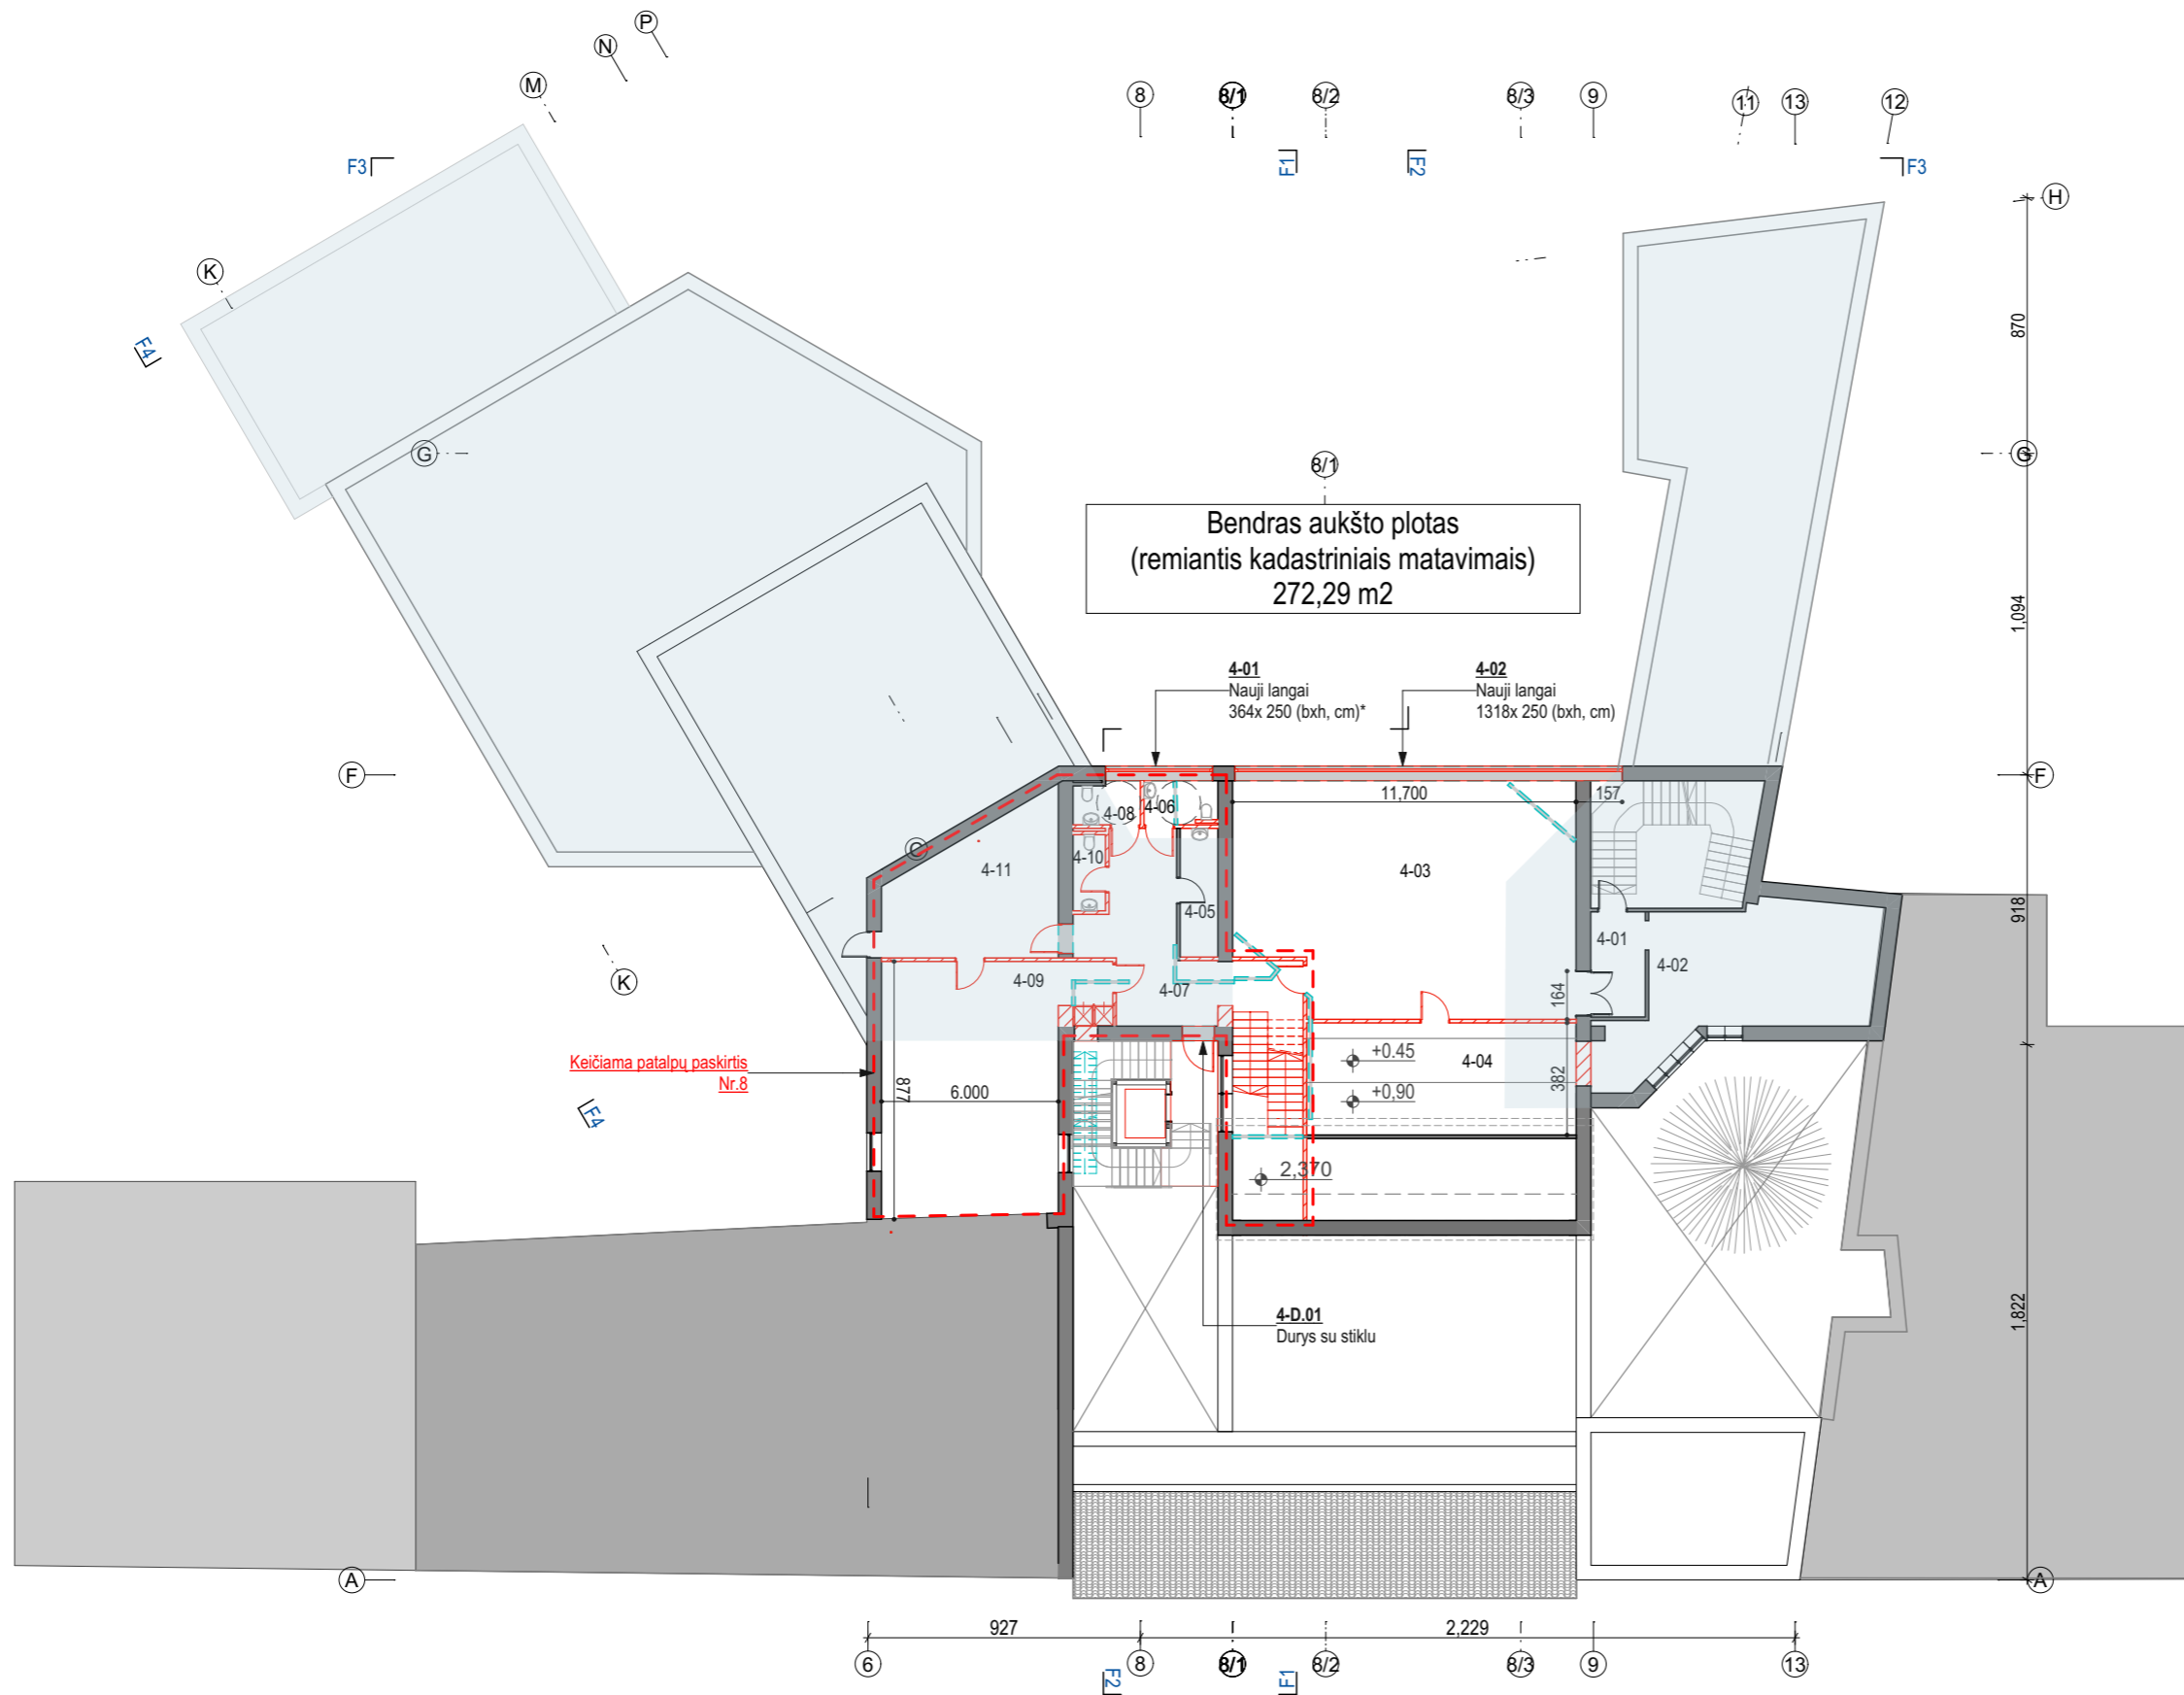 P
N
M
8
8/1
8/2
8/3
9
11
13
12
F3
F1
F2
F3
H
K
870
F4
G
8/1
G
Bendras aukšto plotas
(remiantis kadastriniais matavimais)
272,29 m2
1,094
4-01
Nauji langai
364x 250 (bxh, cm)*
4-02
Nauji langai
1318x 250 (bxh, cm)
F
F
11,700
157
4-08
4-06
C
4-10
4-11
4-03
4-05
918
4-01
4-02
K
4-09
4-07
164
+0.45
4-04
Keičiama patalpų paskirtis
Nr.8
877
6.000
+0,90
382
F4
2,370
4-D.01
Durys su stiklu
1,822
A
A
927
2,229
6
8
8/1
8/2
8/3
9
13
F2
F1